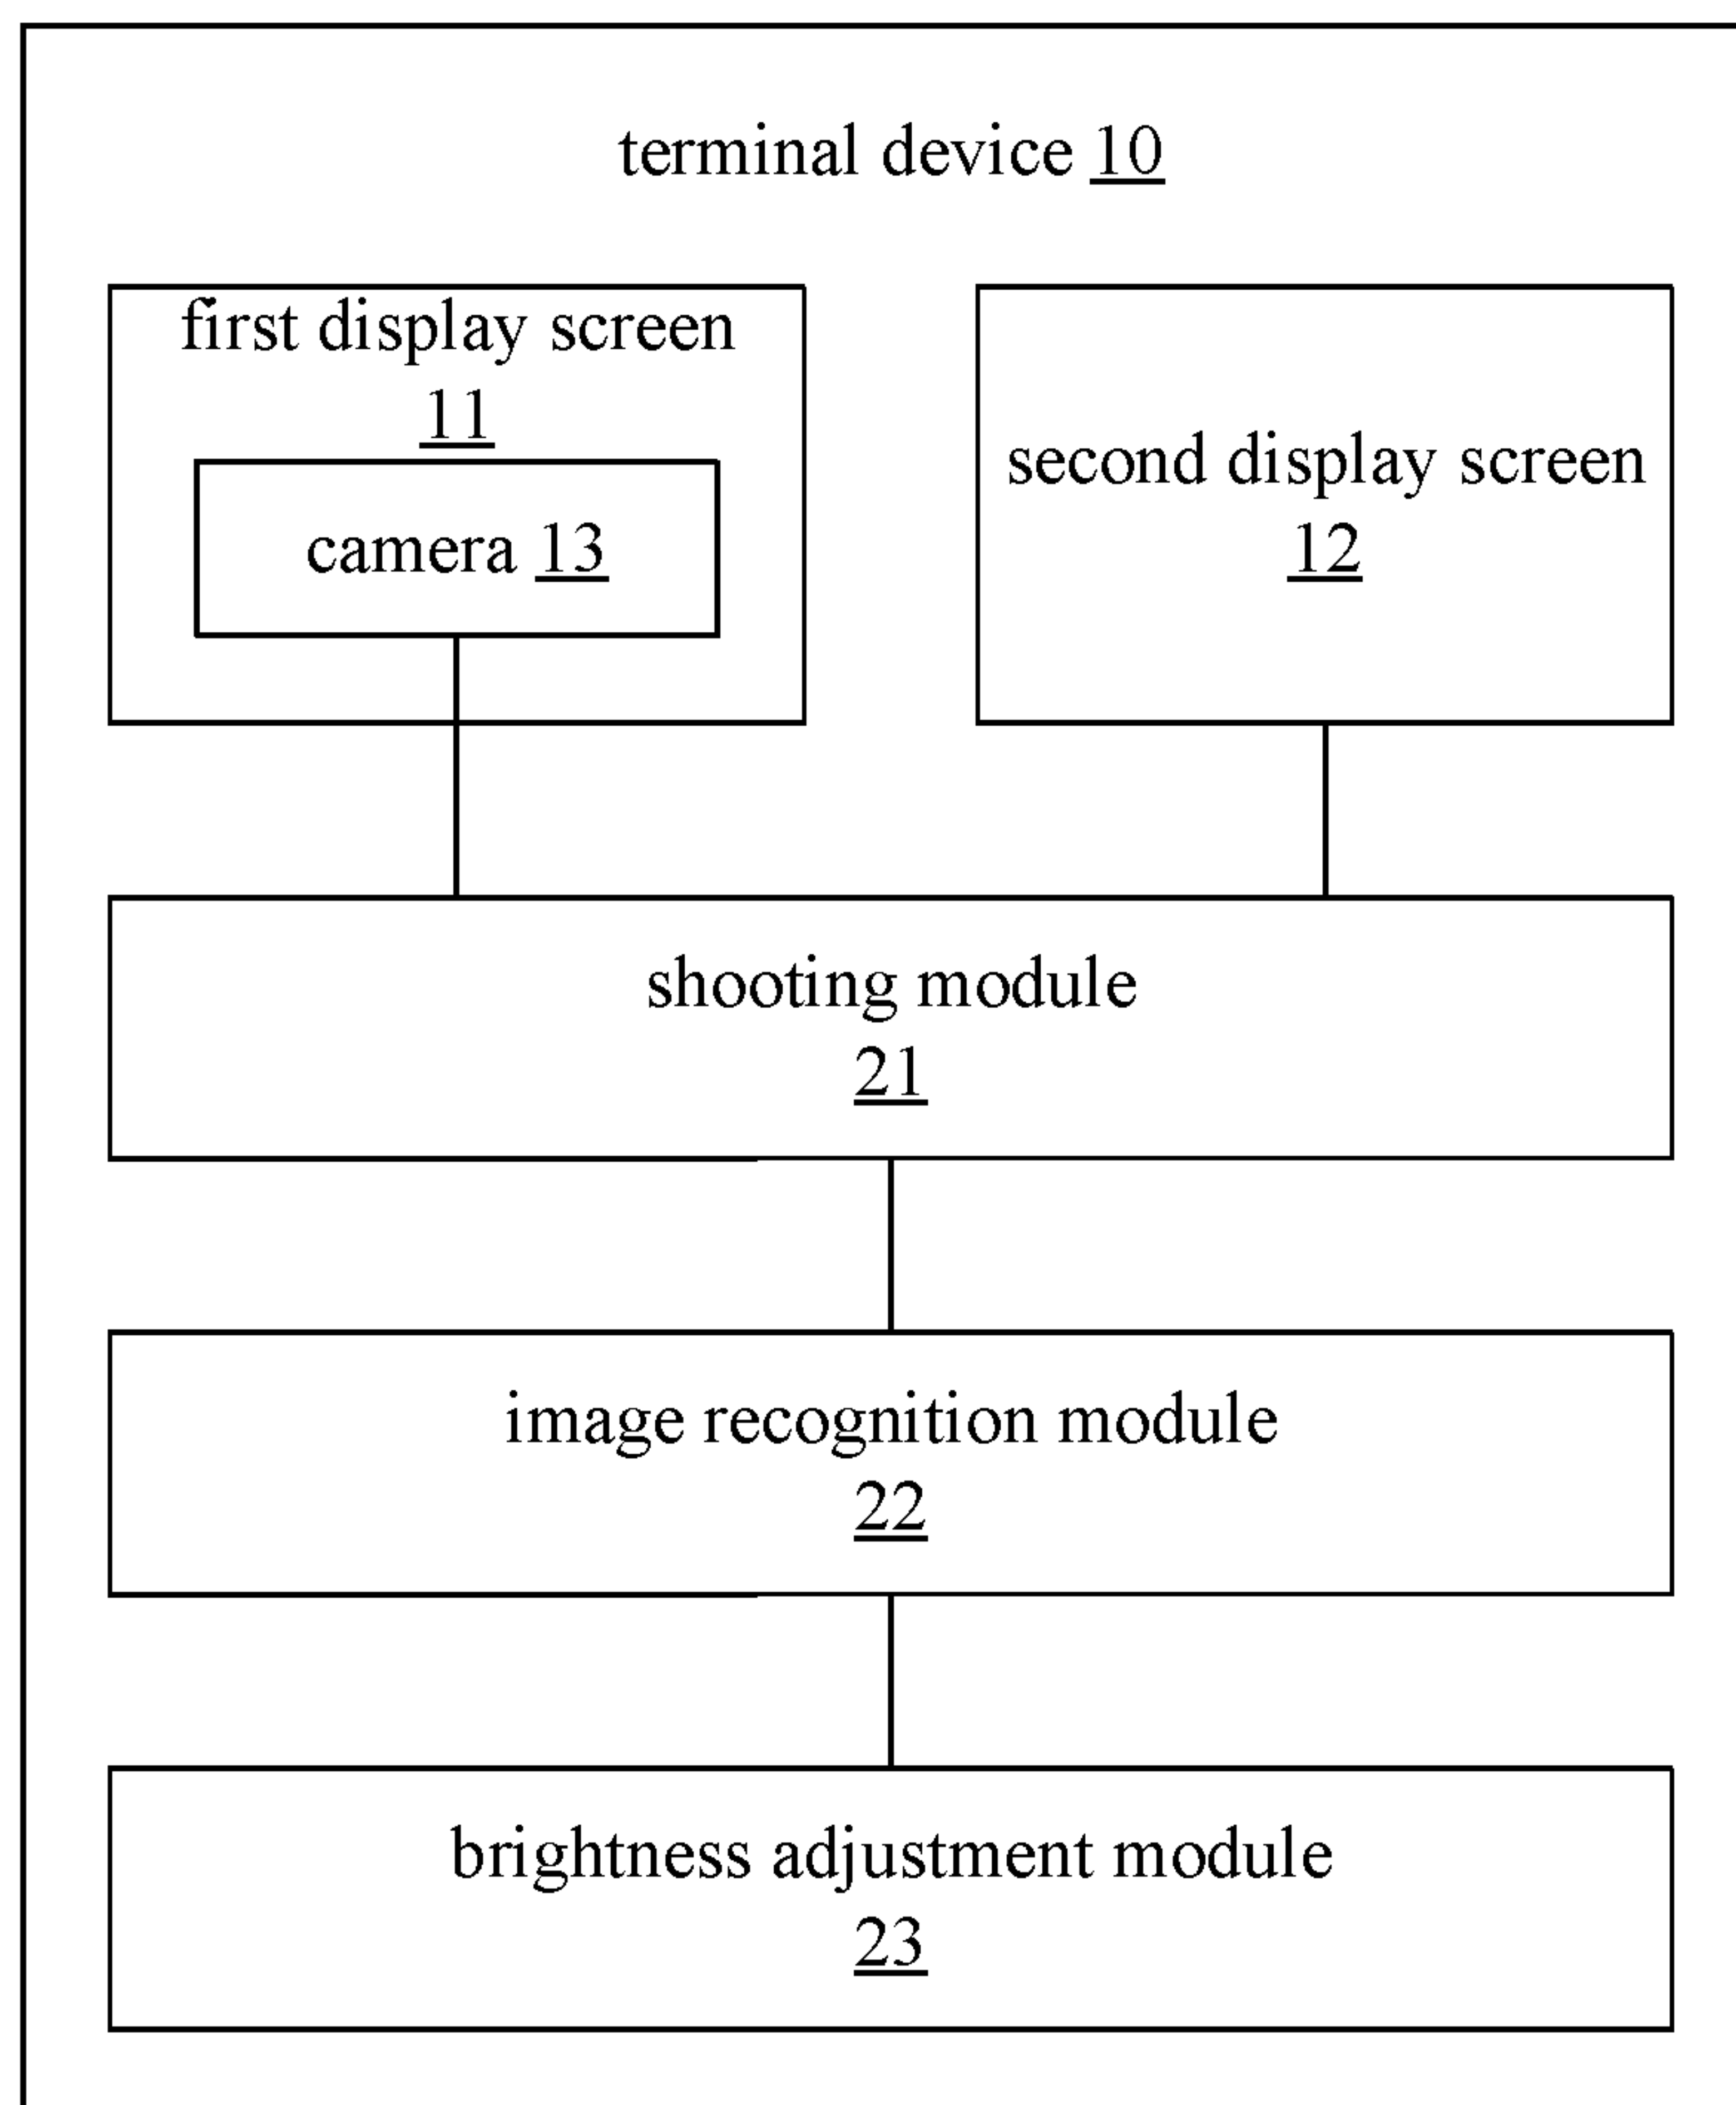 terminal device 10
first display screen
11
camera 13
second display screen
12
shooting module
21
image recognition module
22
brightness adjustment module
23